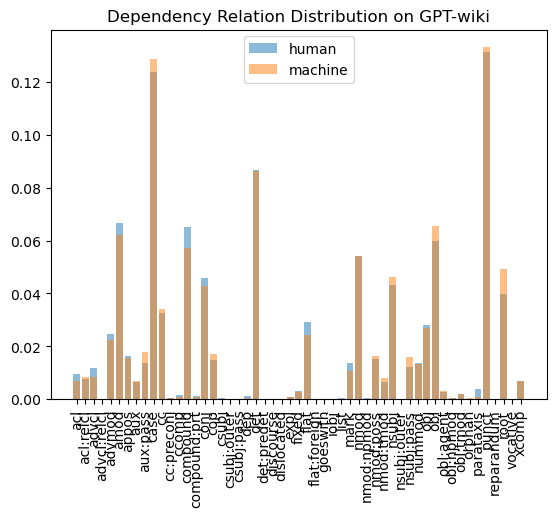 Dependency Relation Distribution on GPT-wiki
human
machine
0.12
0.10
0.08
0.06
0.04
0.02
0.00
acl
acl:relcl
advcl
advcl:relcl
advmod
amod
appos
aux
aux:pass
case
cc
cc:preconj
ccomp
compound
compound:prt
conj
cop
csubj
csubj:outer
csubj:pass
dep
det
det:predet
discourse
dislocated
expl
fixed
flat
flat:foreign
goeswith
iobj
list
mark
nmod
nmod:npmod
nmod:poss
nmod:tmod
nsubj
nsubj:outer
nsubj:pass
nummod
obj
obl
obl:agent
obl:npmod
obl:tmod
orphan
parataxis
punct
reparandum
root
vocative
xcomp